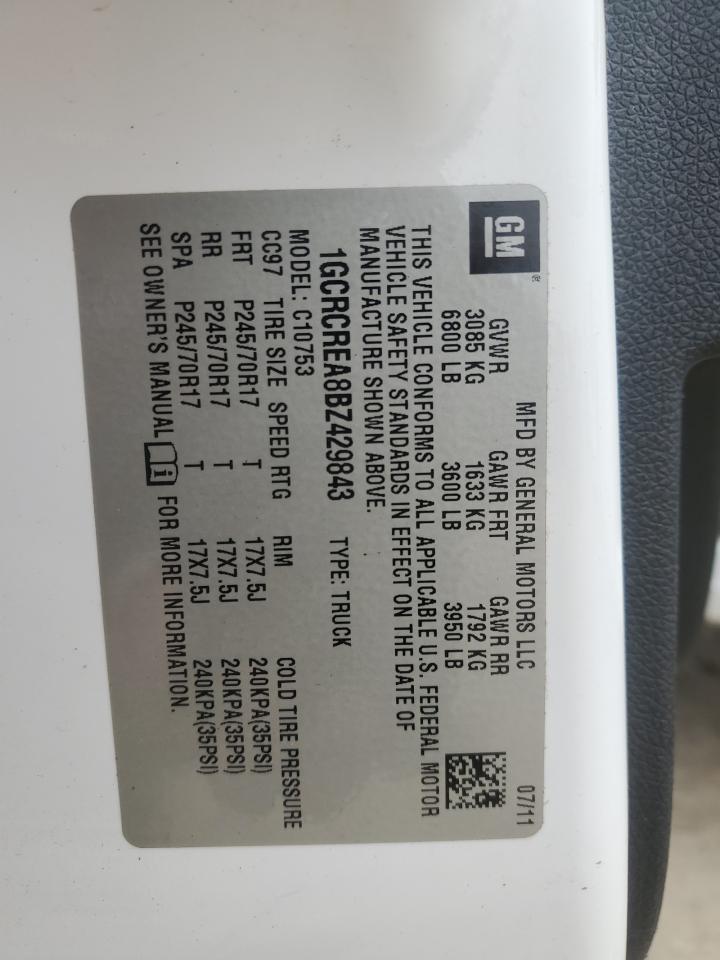 GM®
MFD BY GENERAL MOTORS LLC 07/11
GVWR GAWR FRT GAWR RR
3085 KG 1633 KG 1792 KG
6800 LB 3600 LB 3950 LB
THIS VEHICLE CONFORMS TO ALL APPLICABLE U.S. FEDERAL MOTOR
VEHICLE SAFETY STANDARDS IN EFFECT ON THE DATE OF
MANUFACTURE SHOWN ABOVE.
1GCRCREA8BZ429843 TYPE: TRUCK
MODEL: C10753
CC97 TIRE SIZE SPEED RTG RIM COLD TIRE PRESSURE
FRT P245/70R17 T 17X7.5J 240KPA(35PSI)
RR P245/70R17 T 17X7.5J 240KPA(35PSI)
SPA P245/70R17 T 17X7.5J 240KPA(35PSI)
SEE OWNER'S MANUAL i FOR MORE INFORMATION.